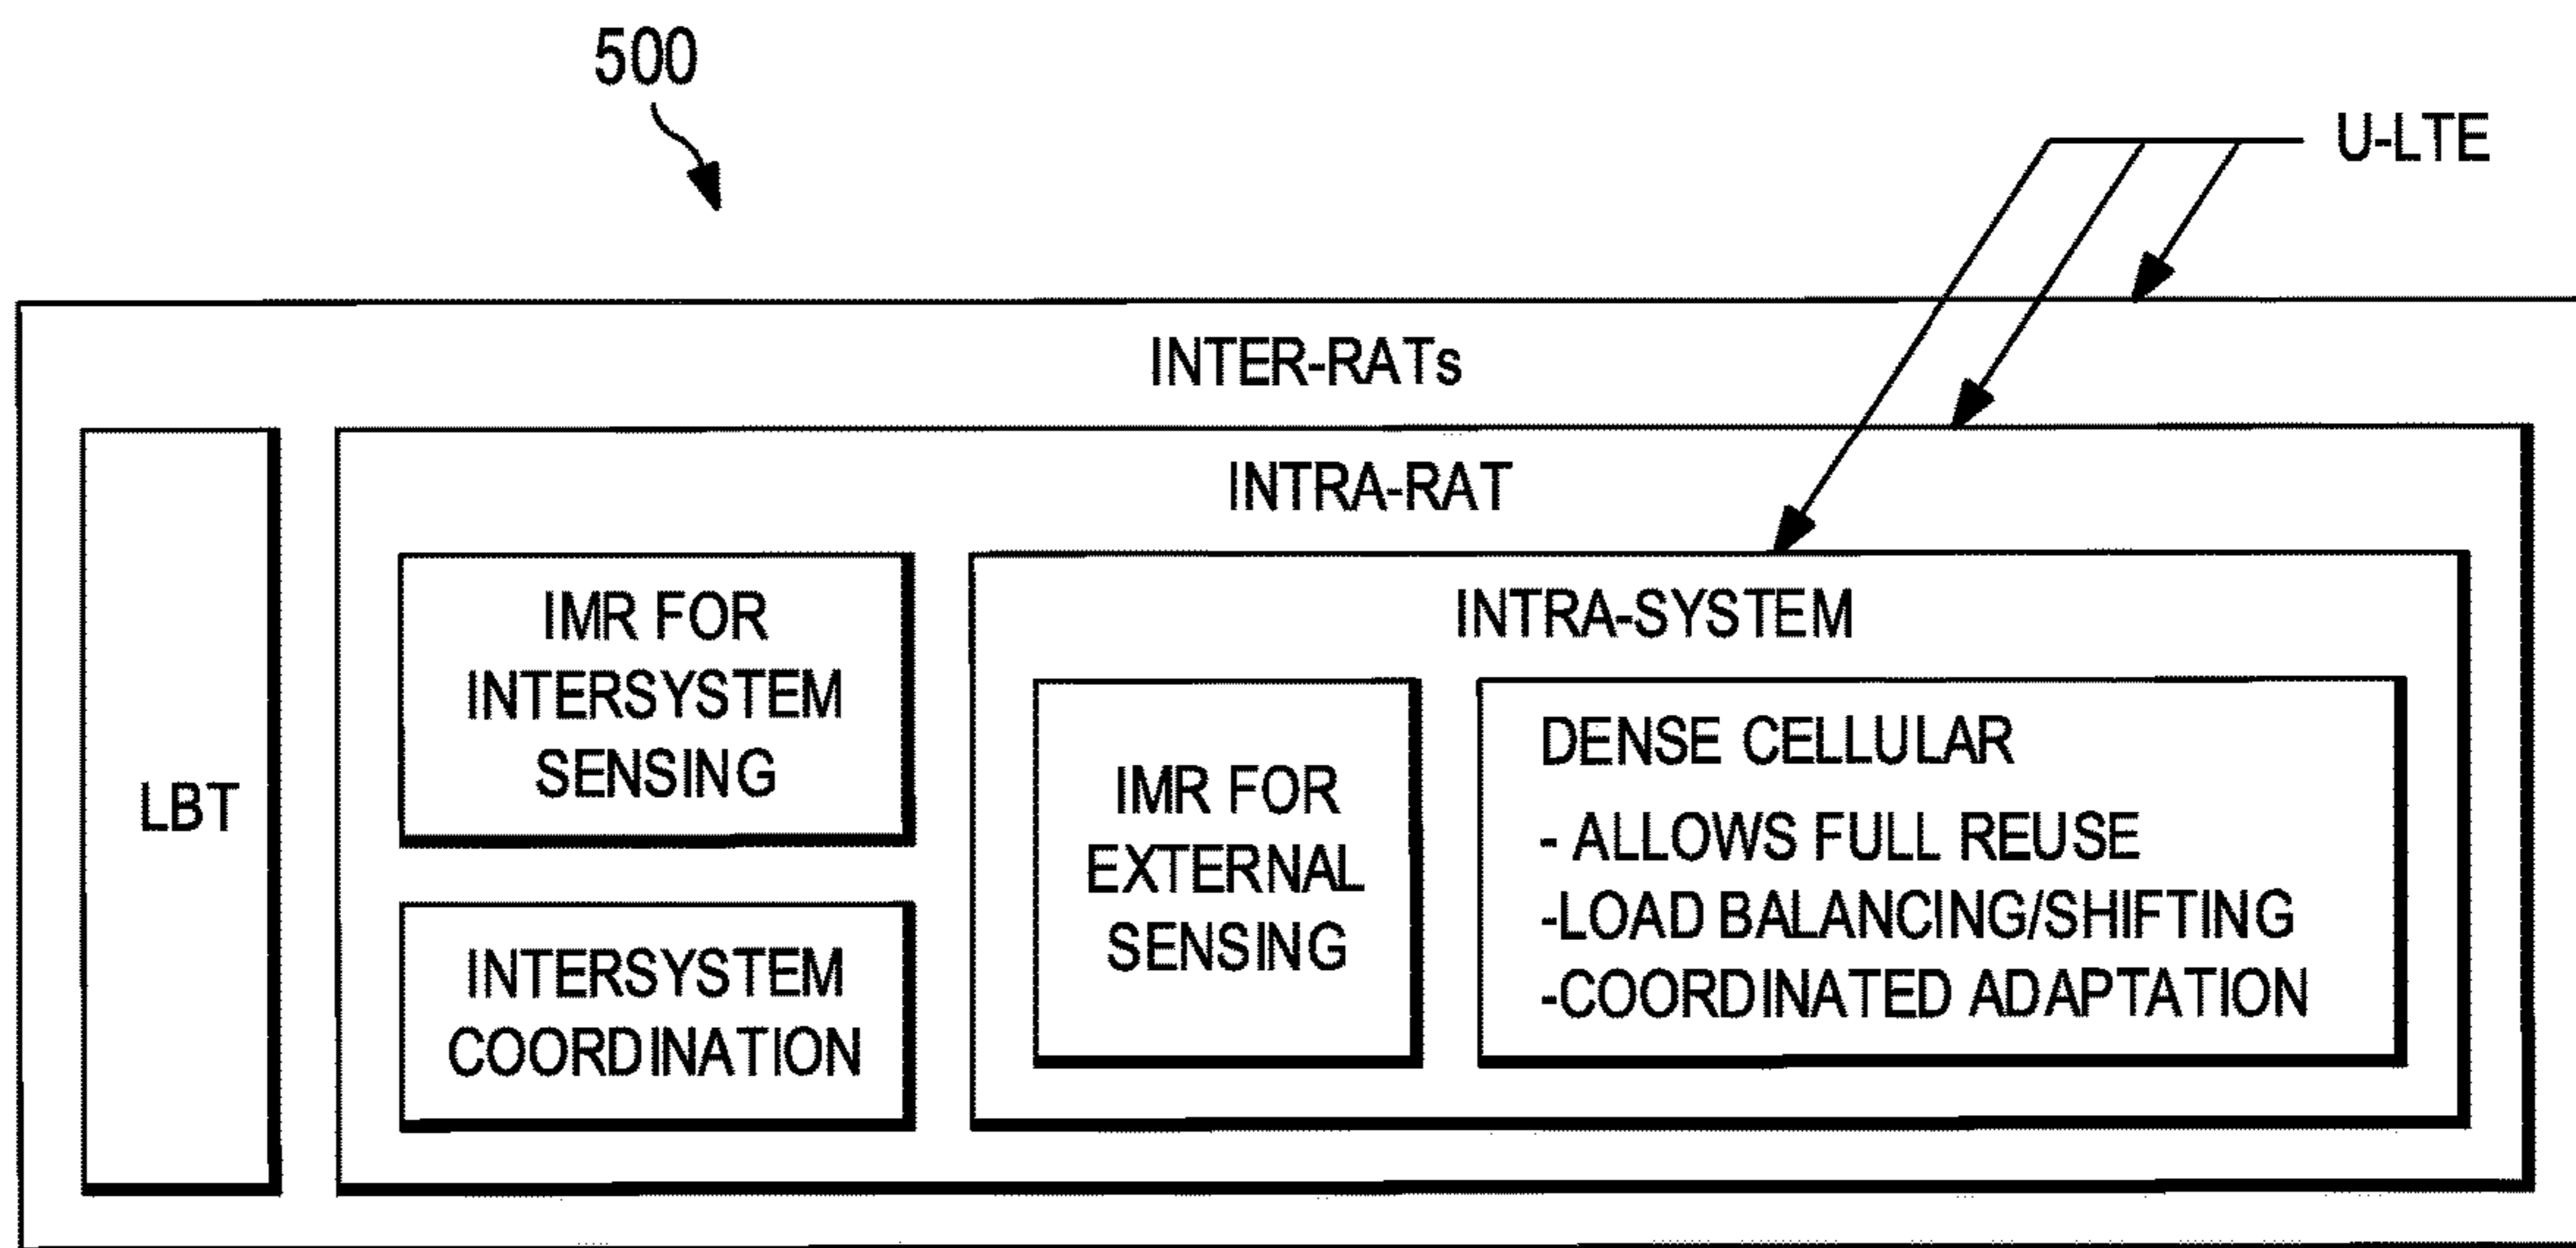 500
U-LTE
INTER-RATs
INTRA-RAT
LBT
IMR FOR
INTERSYSTEM
SENSING
INTERSYSTEM
COORDINATION
INTRA-SYSTEM
IMR FOR
EXTERNAL
SENSING
DENSE CELLULAR
- ALLOWS FULL REUSE
-LOAD BALANCING/SHIFTING
-COORDINATED ADAPTATION